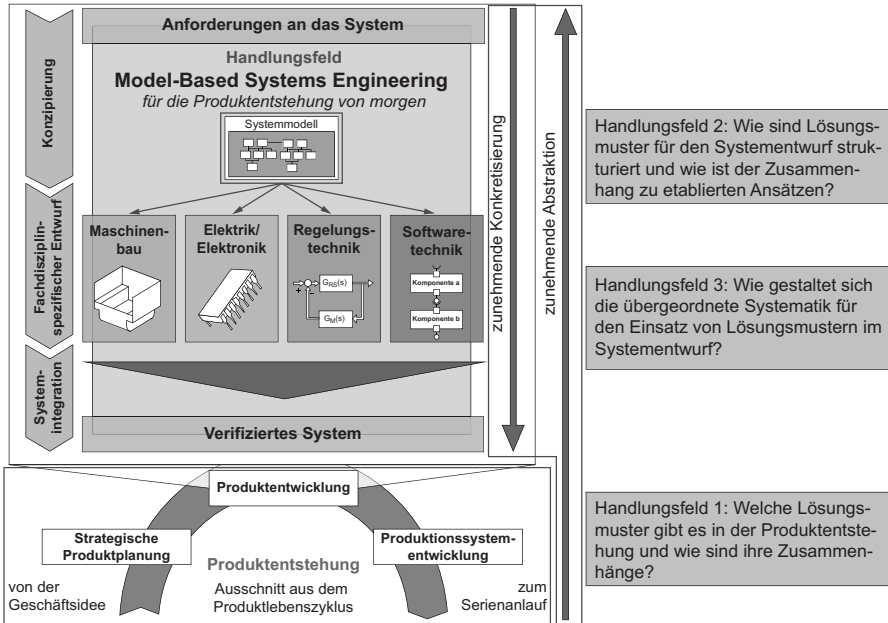 Anforderungen an das System
Handlungsfeld
Model-Based Systems Engineering
für die Produktentstehung von morgen
Systemmodell
Konzipierung
Fachdisziplin-
spezifischer Entwurf
System-
integration
Maschinen-
bau
Elektrik/
Elektronik
Regelungs-
technik
GRS(s)
+
–
GM(s)
Software-
technik
Komponente a
Komponente b
Verifiziertes System
zunehmende Konkretisierung
zunehmende Abstraktion
Produktentwicklung
Strategische
Produktplanung
Produktionssystem-
entwicklung
Produktentstehung
Ausschnitt aus dem
Produktlebenszyklus
von der
Geschäftsidee
zum
Serienanlauf
Handlungsfeld 2: Wie sind Lösungs-
muster für den Systementwurf struk-
turiert und wie ist der Zusammen-
hang zu etablierten Ansätzen?
Handlungsfeld 3: Wie gestaltet sich
die übergeordnete Systematik für
den Einsatz von Lösungsmustern im
Systementwurf?
Handlungsfeld 1: Welche Lösungs-
muster gibt es in der Produktentste-
hung und wie sind ihre Zusammen-
hänge?